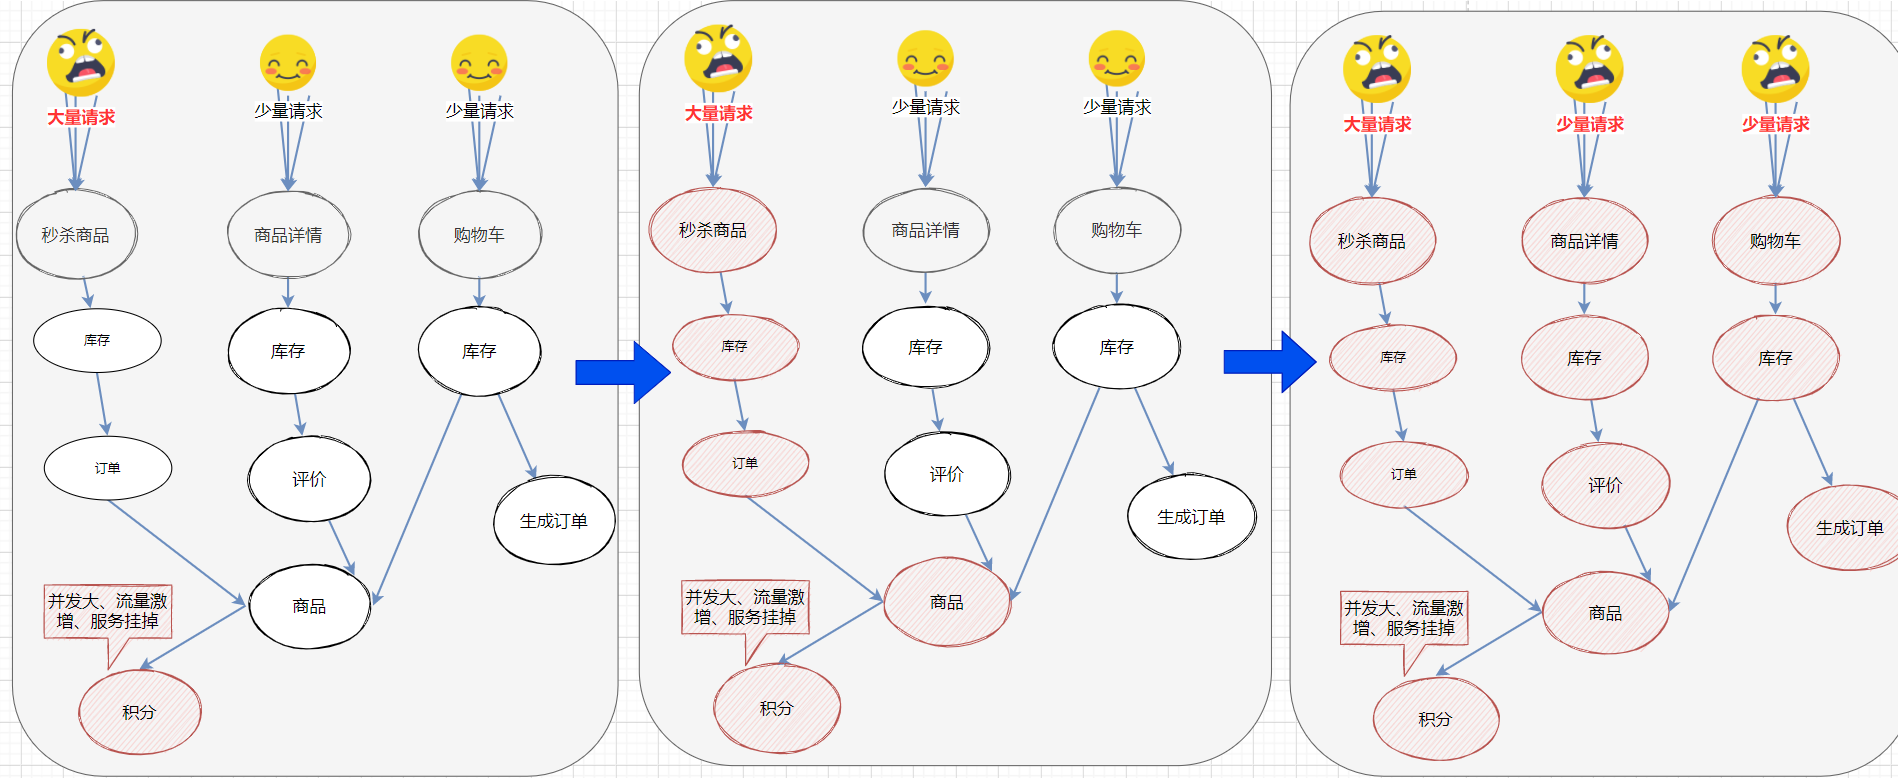 大量请求
少量请求
少量请求
秒杀商品
商品详情
购物车
库存
库存
库存
订单
评价
生成订单
商品
并发大、流量激
增、服务挂掉
积分
大量请求
少量请求
少量请求
秒杀商品
商品详情
购物车
库存
库存
库存
订单
评价
生成订单
商品
并发大、流量激
增、服务挂掉
积分
大量请求
少量请求
少量请求
秒杀商品
商品详情
购物车
库存
库存
库存
订单
评价
生成订单
商品
并发大、流量激
增、服务挂掉
积分